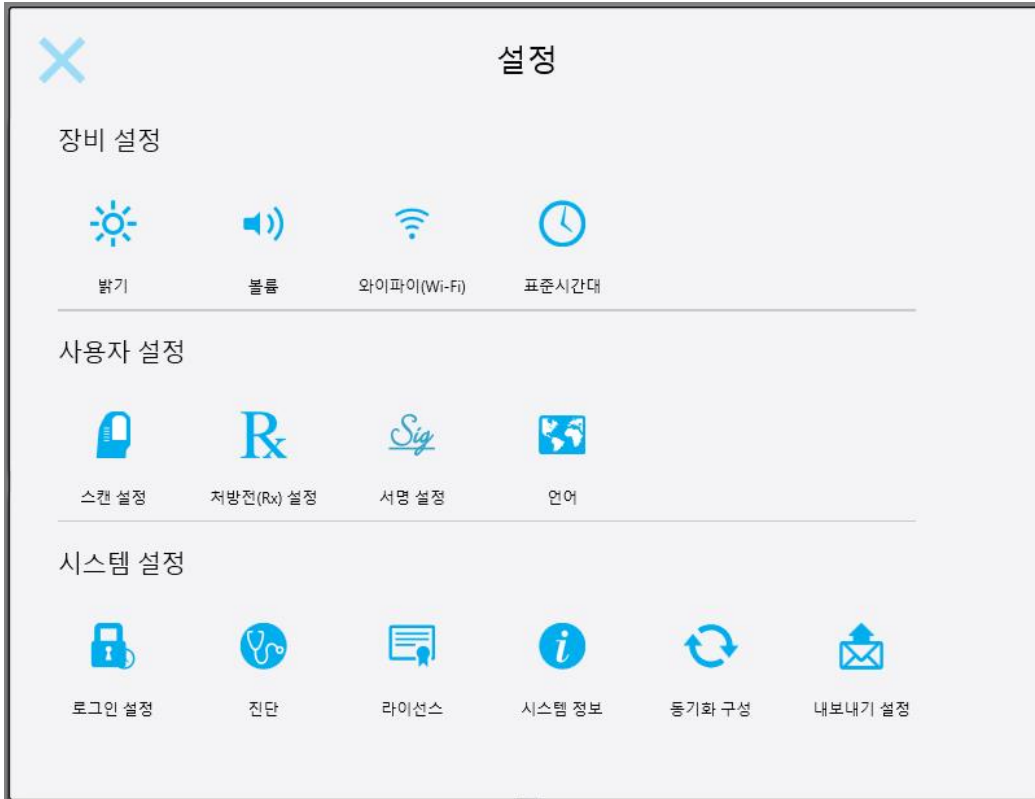 설정
장비 설정
밝기 볼륨 와이파이(Wi-Fi) 표준시간대
사용자 설정
Rx Sig
스캔 설정 처방전(Rx) 설정 서명 설정 언어
시스템 설정
i
로그인 설정 진단 라이선스 시스템 정보 동기화 구성 내보내기 설정